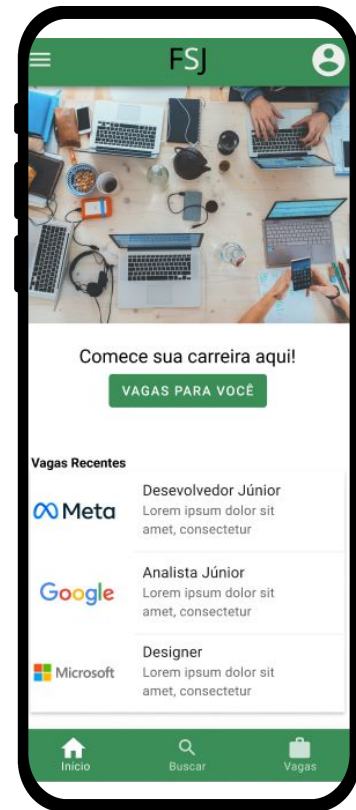 FSJ
Comece sua carreira aqui!
VAGAS PARA VOCÊ
Vagas Recentes
Meta
Desevolvedor Júnior
Lorem ipsum dolor sit
amet, consectetur
Google
Analista Júnior
Lorem ipsum dolor sit
amet, consectetur
Microsoft
Designer
Lorem ipsum dolor sit
amet, consectetur
Início
Buscar
Vagas